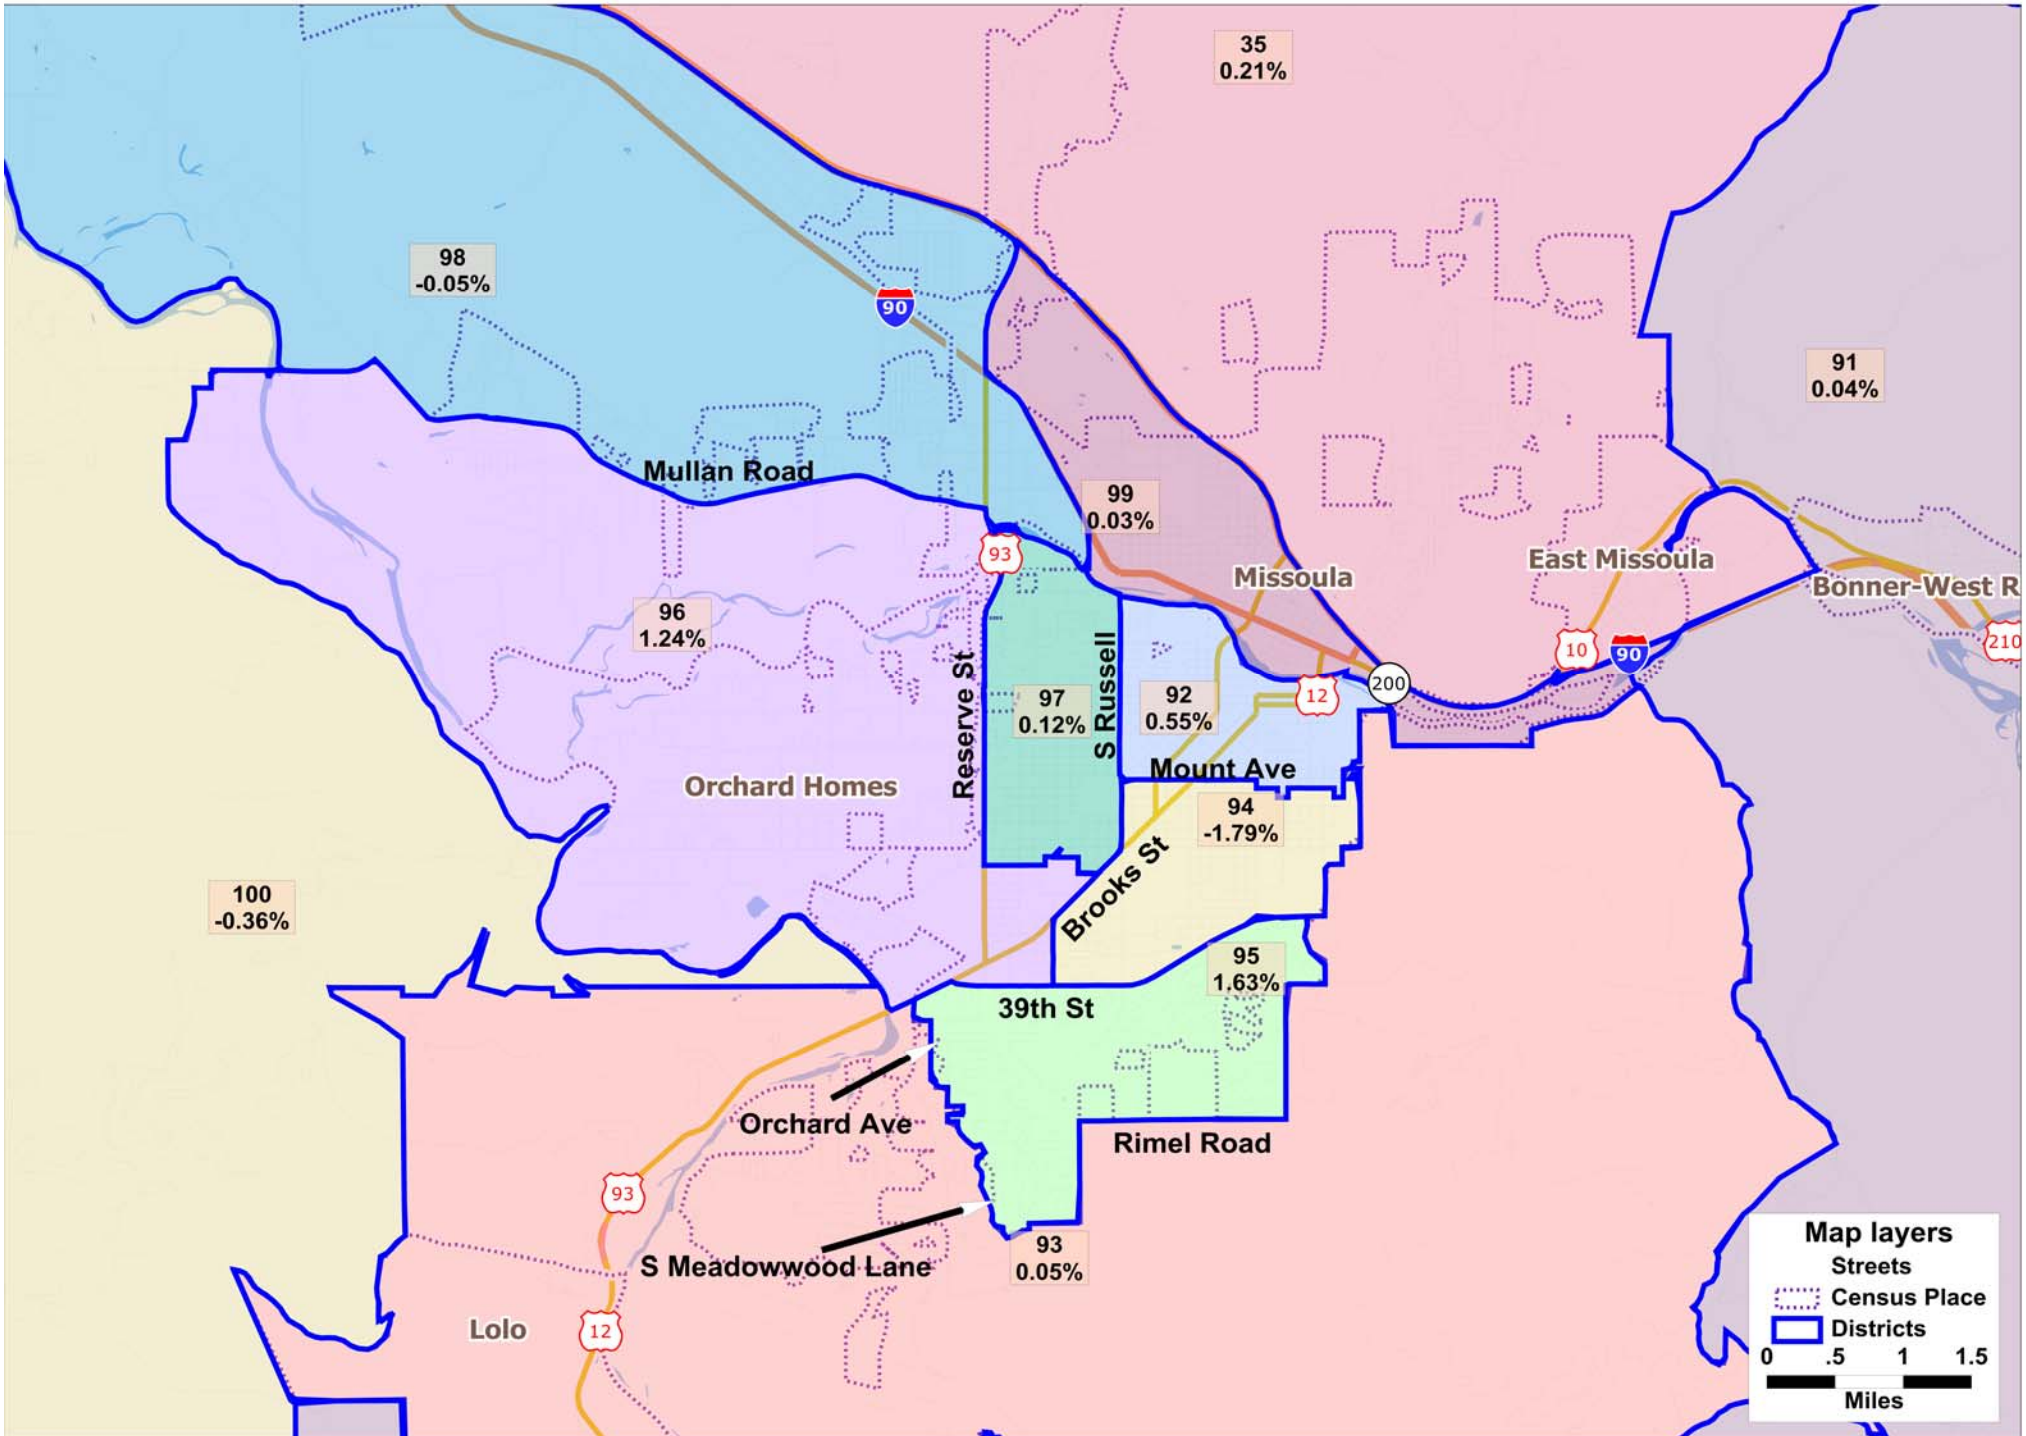 35
0.21%
98
-0.05%
90
91
0.04%
Mullan Road
99
0.03%
93
Missoula
East Missoula
Bonner-West R
96
1.24%
10
90
210
200
12
Reserve St
97
0.12%
S Russell
92
0.55%
Mount Ave
Orchard Homes
94
-1.79%
Brooks St
100
-0.36%
95
1.63%
39th St
Orchard Ave
Rimel Road
93
S Meadowwood Lane
93
0.05%
Lolo
12
Map layers
Streets
Census Place
Districts
0 .5 1 1.5
Miles